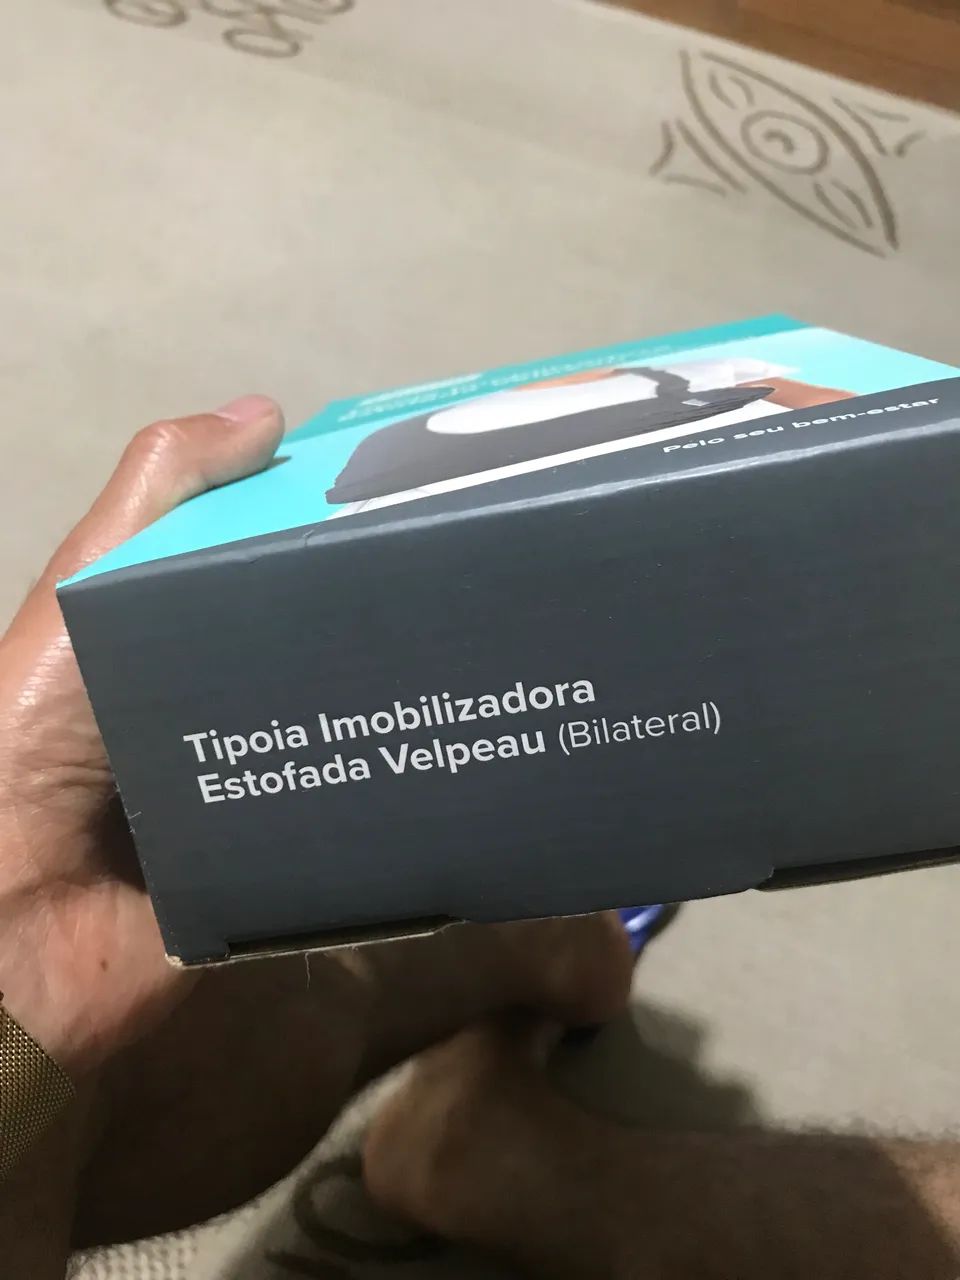 Pelo seu bem-estar
Tipoia Imobilizadora
Estofada Velpeau (Bilateral)